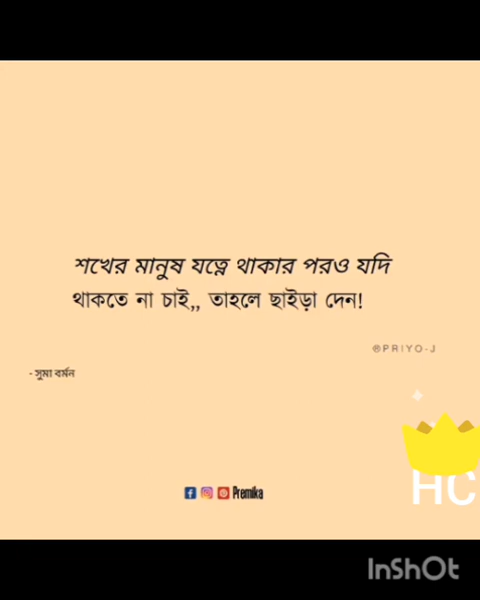 শখের মানুষ যত্নে থাকার পরও যদি
থাকতে না চাই,, তাহলে ছাইড়া দেন!
®PRIYO-J
- সুমা বর্মন
HC
Premika
InShOt